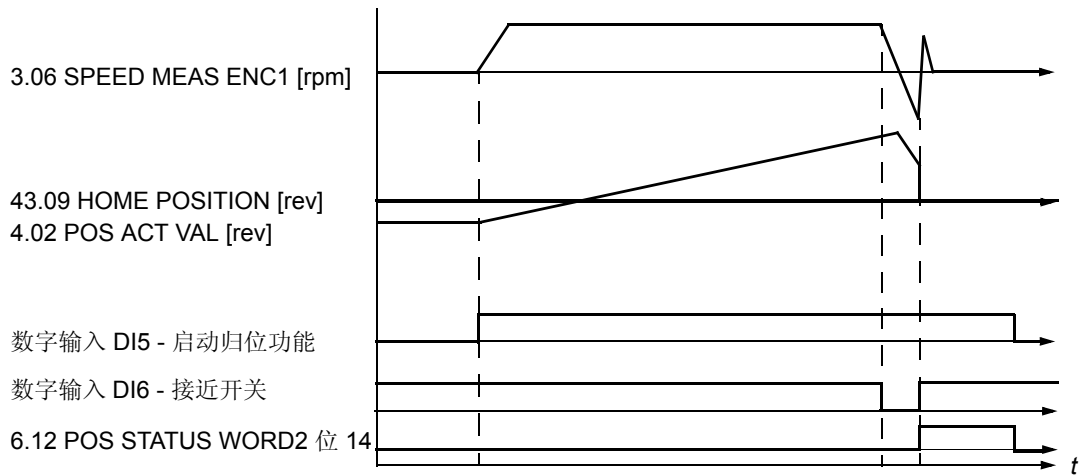 3.06 SPEED MEAS ENC1 [rpm]
43.09 HOME POSITION [rev]
4.02 POS ACT VAL [rev]
数字输入 DI5 - 启动归位功能
数字输入 DI6 - 接近开关
6.12 POS STATUS WORD2 位 14
t